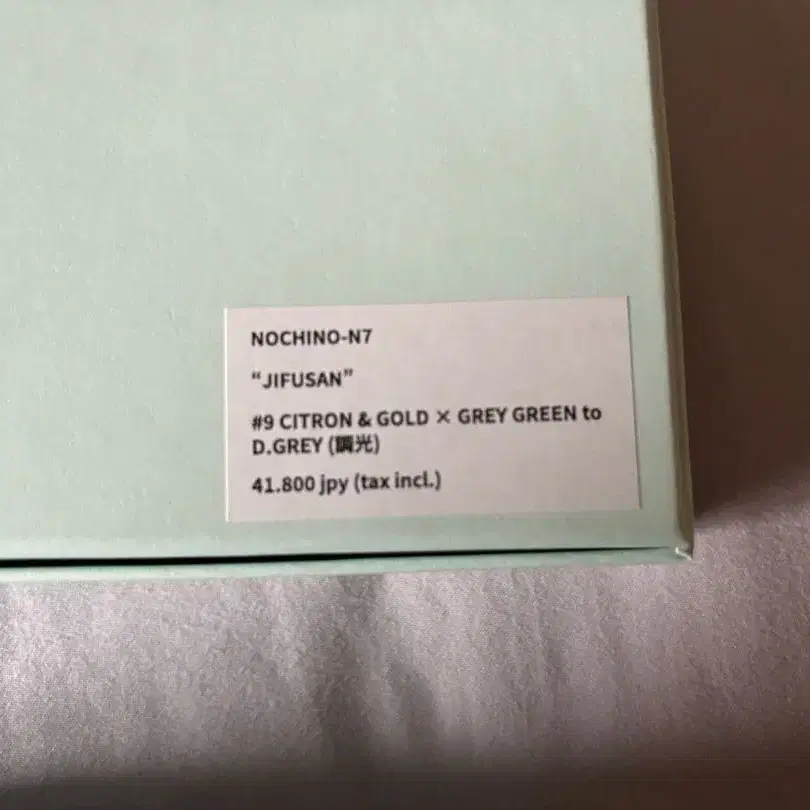 NOCHINO-N7
“JIFUSAN”
#9 CITRON & GOLD × GREY GREEN to
D.GREY (調光)
41.800 jpy (tax incl.)